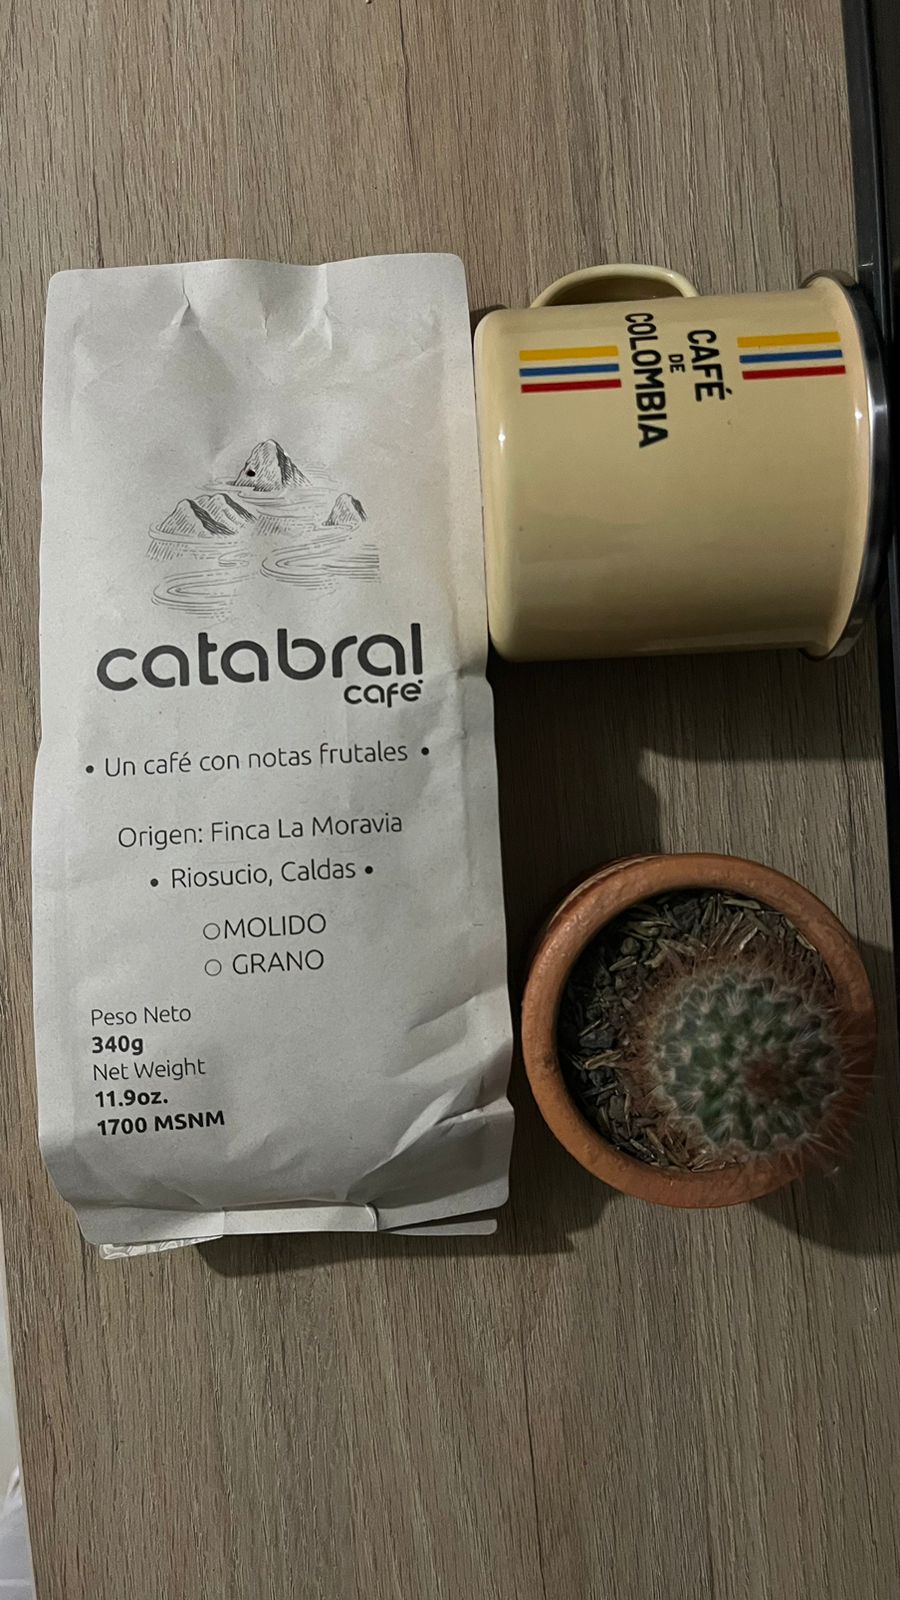 catabral
café
• Un café con notas frutales •
Origen: Finca La Moravia
• Riosucio, Caldas •
○MOLIDO
○ GRANO
Peso Neto
340g
Net Weight
11.9oz.
1700 MSNM
CAFÉ
DE
COLOMBIA